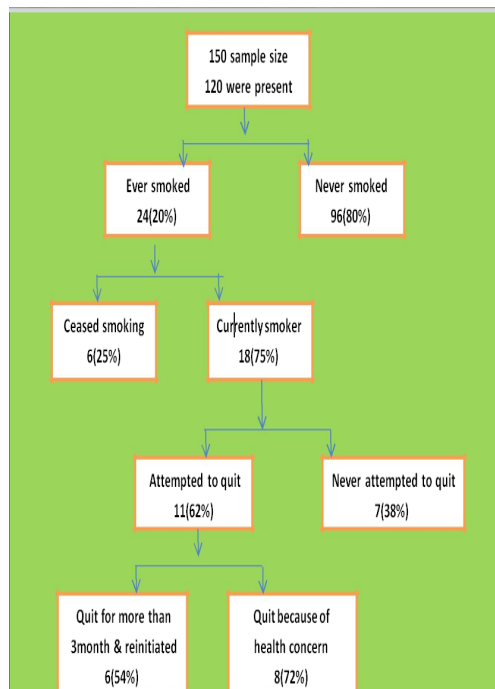 150 sample size
120 were present
Ever smoked
24(20%)
Never smoked
96(80%)
Ceased smoking
6(25%)
Currently smoker
18(75%)
Attempted to quit
11(62%)
Never attempted to quit
7(38%)
Quit for more than
3month & reinitiated
6(54%)
Quit because of
health concern
8(72%)